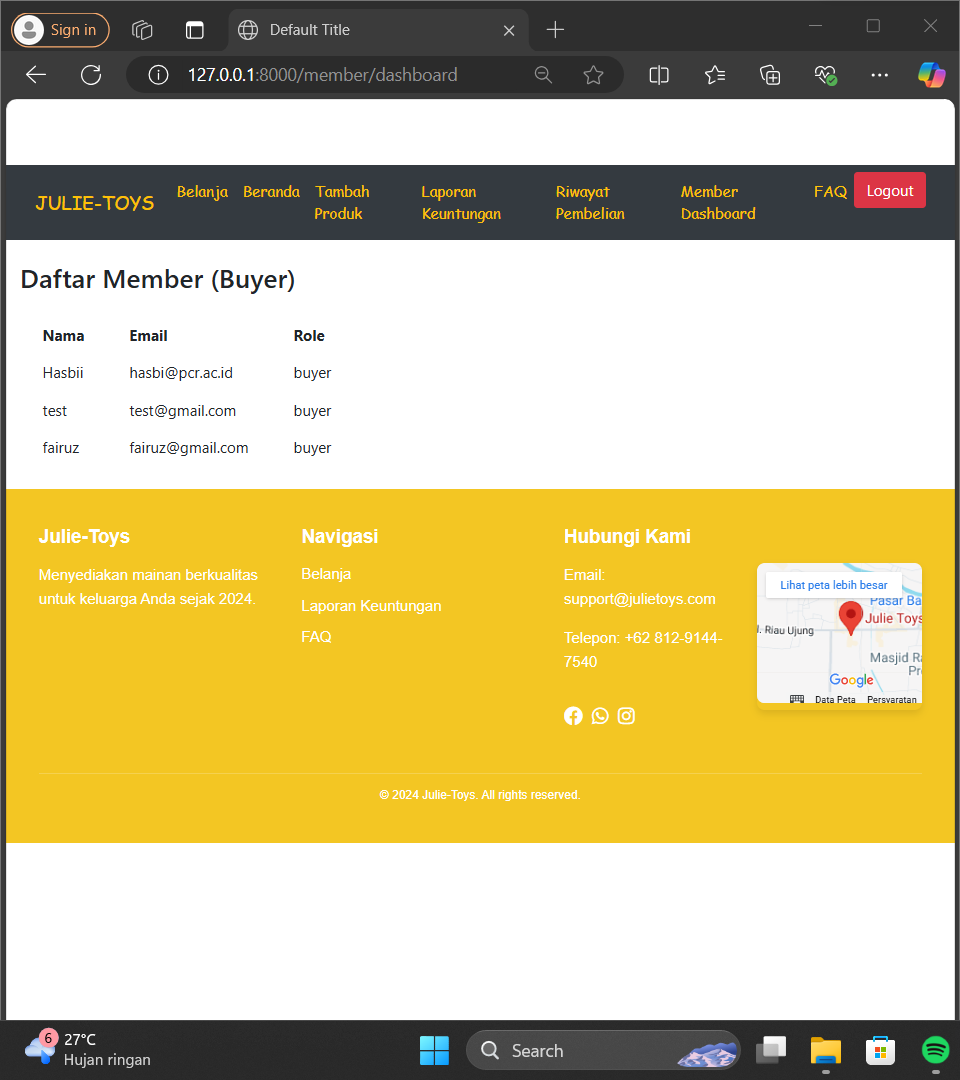 Sign in
Default Title
127.0.0.1:8000/member/dashboard
JULIE-TOYS
Belanja
Beranda
Tambah
Produk
Laporan
Keuntungan
Riwayat
Pembelian
Member
Dashboard
FAQ
Logout
Daftar Member (Buyer)
Nama Email Role
Hasbii hasbi@pcr.ac.id buyer
test test@gmail.com buyer
fairuz fairuz@gmail.com buyer
Julie-Toys
Menyediakan mainan berkualitas
untuk keluarga Anda sejak 2024.
Navigasi
Belanja
Laporan Keuntungan
FAQ
Hubungi Kami
Email:
support@julietoys.com
Telepon: +62 812-9144-
7540
Lihat peta lebih besar
Pasar Ba
Julie Toys
l. Riau Ujung
Masjid Ra
Pr
Google
Data Peta Persyaratan
© 2024 Julie-Toys. All rights reserved.
6
27°C
Hujan ringan
Search